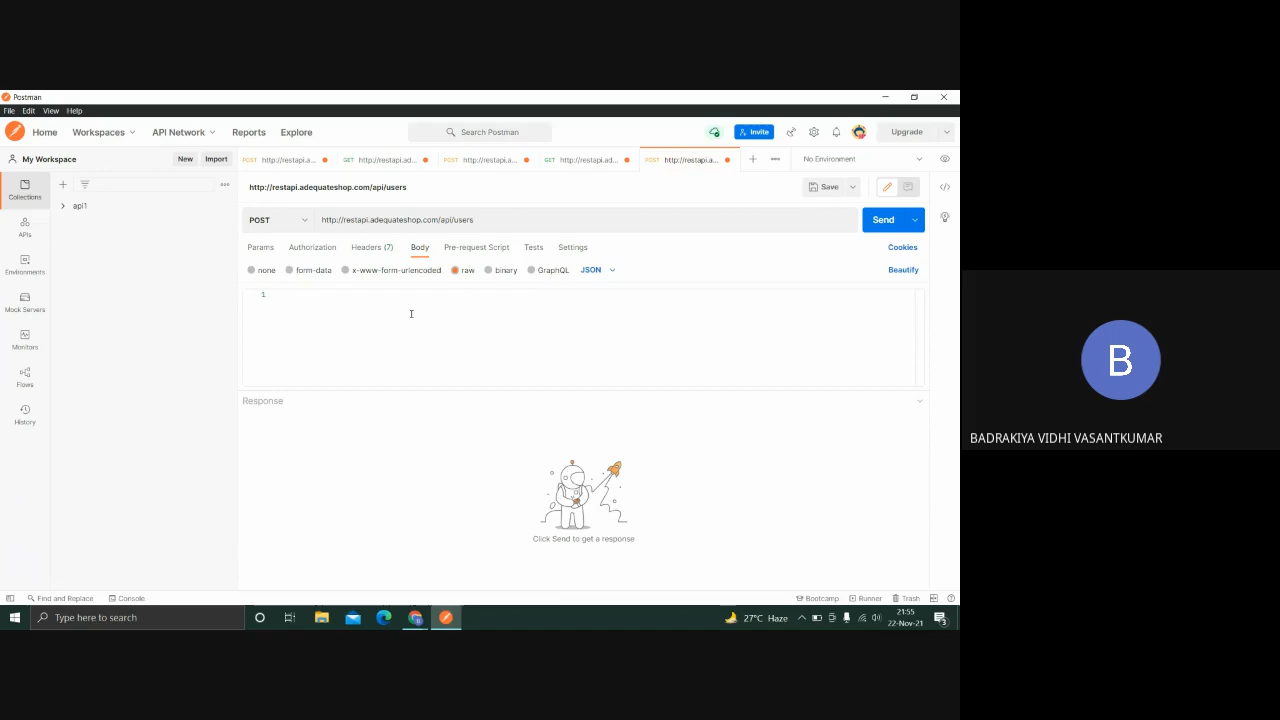 Postman
File Edit View Help
Home Workspaces API Network Reports Explore Search Postman Invite Upgrade
My Workspace New Import POST http://restapi.a... GET http://restapi.ad... POST http://restapi.a... GET http://restapi.ad... POST http://restapi.a... No Environment
Collections
APIs
Environments
Mock Servers
Monitors
Flows
History
api1
http://restapi.adequateshop.com/api/users Save
POST http://restapi.adequateshop.com/api/users Send
Params Authorization Headers (7) Body Pre-request Script Tests Settings Cookies
none form-data x-www-form-urlencoded raw binary GraphQL JSON Beautify
1
Response
Click Send to get a response
Find and Replace Console Bootcamp Runner Trash
Type here to search 27°C Haze 21:55
22-Nov-21
3
B
BADRAKIYA VIDHI VASANTKUMAR